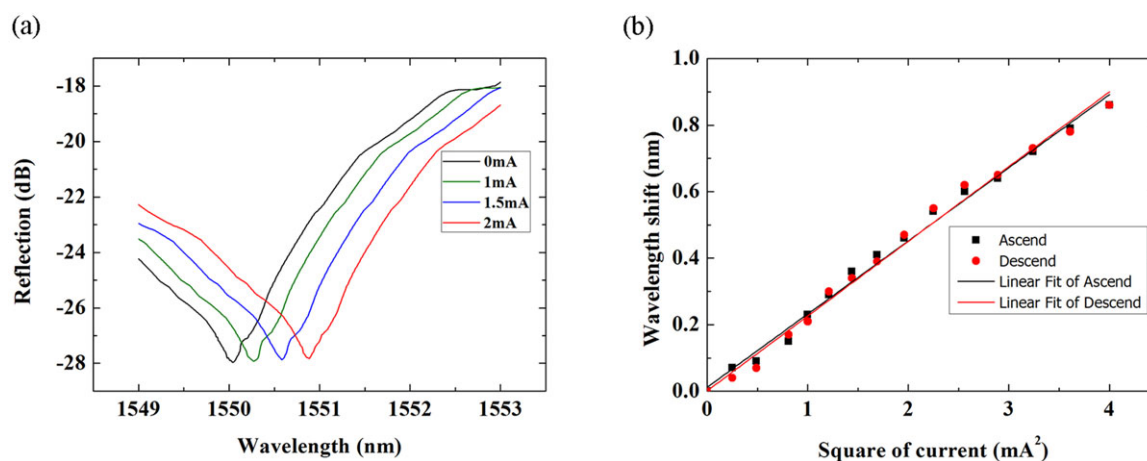 (a)
-18
-20
-22
-24
-26
-28
Reflection (dB)
0mA
1mA
1.5mA
2mA
1549 1550 1551 1552 1553
Wavelength (nm)
(b)
1.0
0.8
0.6
0.4
0.2
0.0
Wavelength shift (nm)
Ascend
Descend
Linear Fit of Ascend
Linear Fit of Descend
0 1 2 3 4
Square of current (mA²)